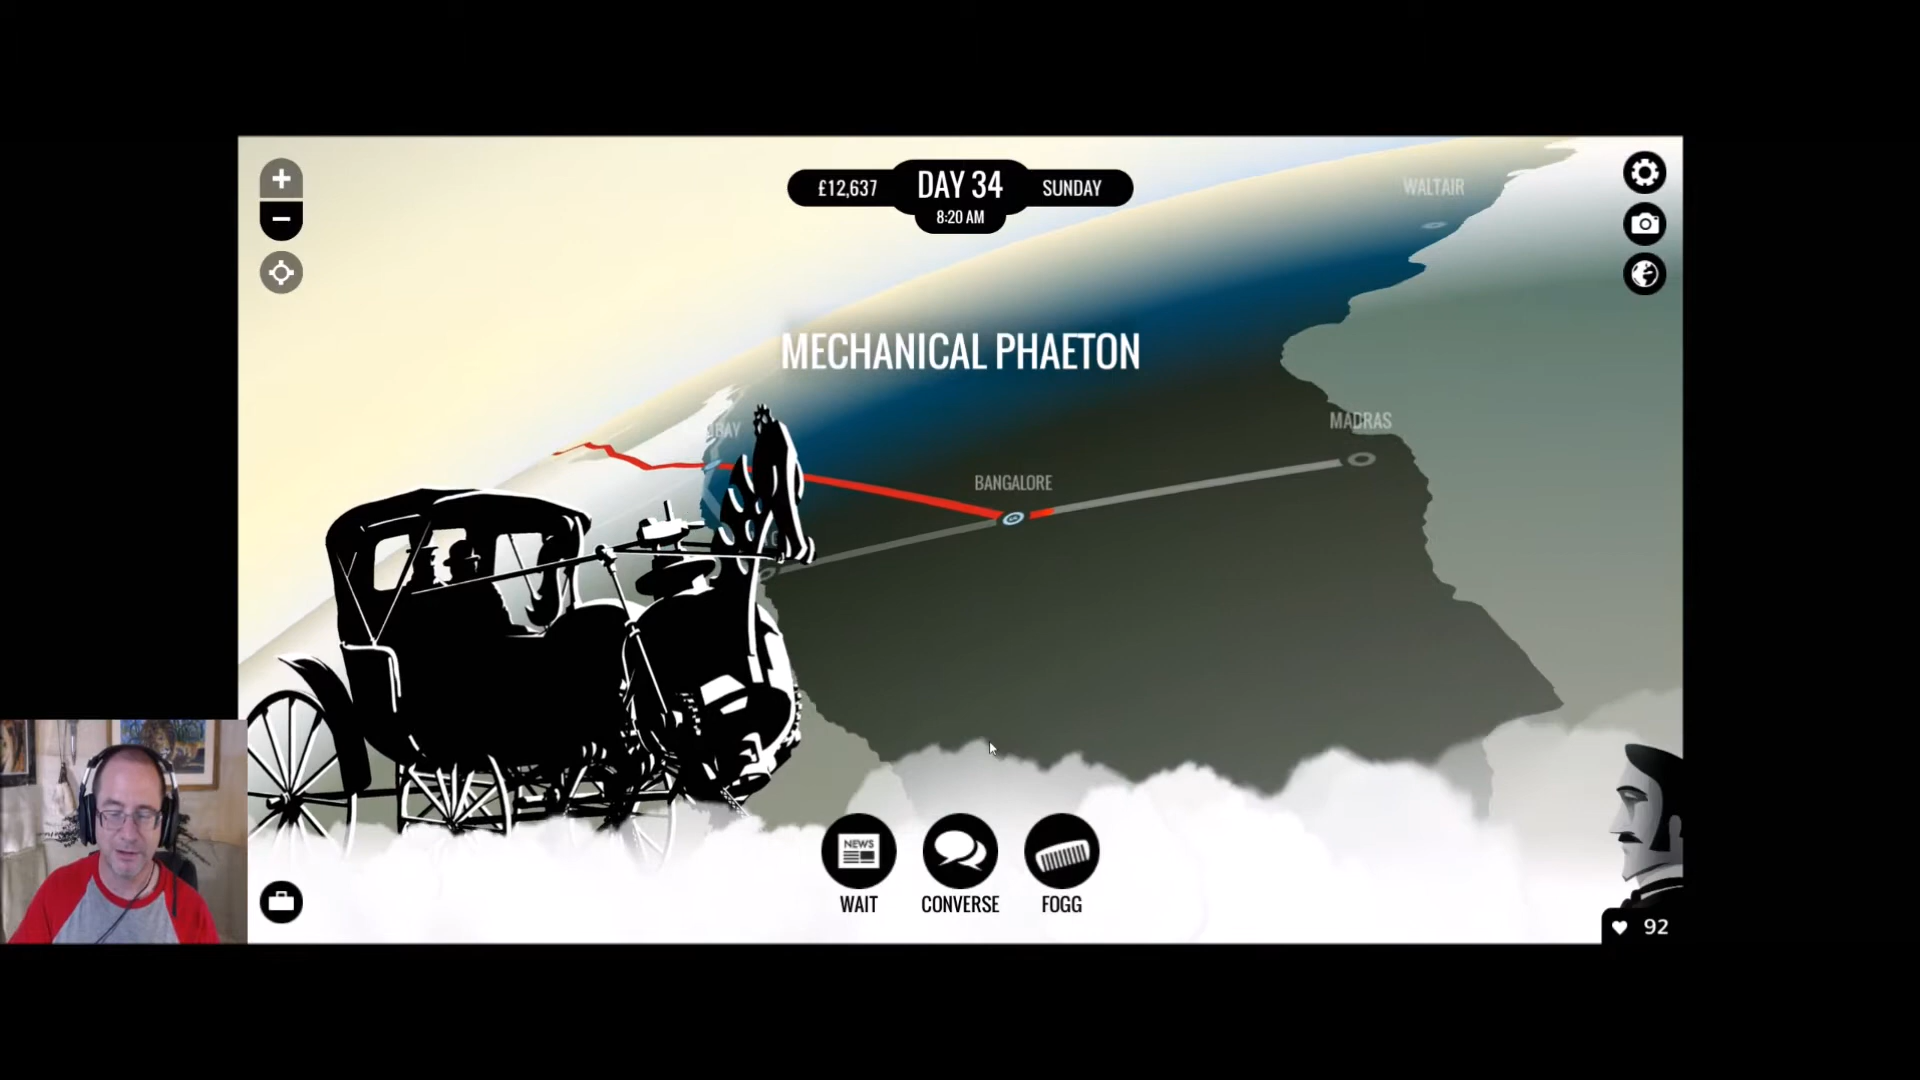 £12,637
DAY 34
SUNDAY
8:20 AM
WALTAIR
MECHANICAL PHAETON
MADRAS
BANGALORE
NEWS
WAIT
CONVERSE
FOGG
92